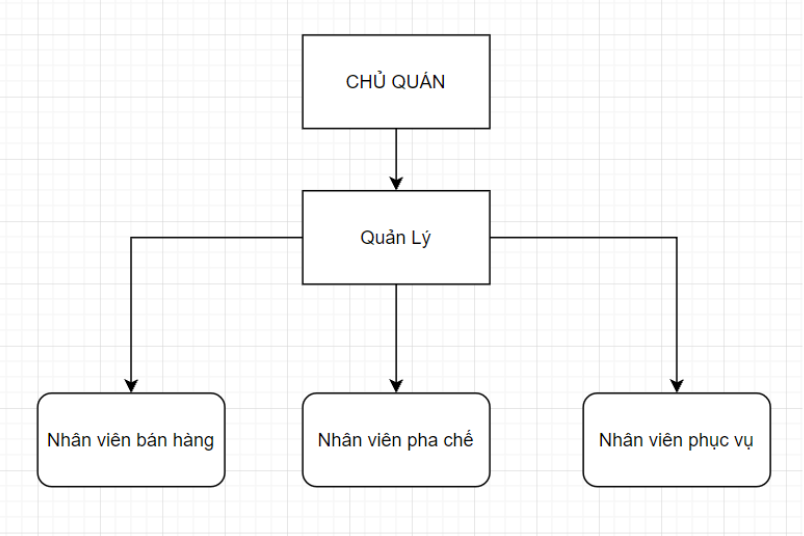 CHỦ QUÁN
Quản Lý
Nhân viên bán hàng
Nhân viên pha chế
Nhân viên phục vụ